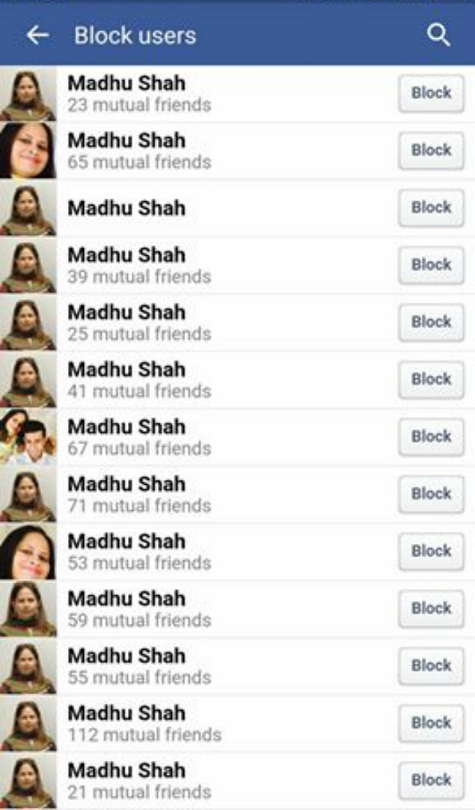 Block users
Madhu Shah
23 mutual friends
Block
Madhu Shah
65 mutual friends
Block
Madhu Shah
Block
Madhu Shah
39 mutual friends
Block
Madhu Shah
25 mutual friends
Block
Madhu Shah
41 mutual friends
Block
Madhu Shah
67 mutual friends
Block
Madhu Shah
71 mutual friends
Block
Madhu Shah
53 mutual friends
Block
Madhu Shah
59 mutual friends
Block
Madhu Shah
55 mutual friends
Block
Madhu Shah
112 mutual friends
Block
Madhu Shah
21 mutual friends
Block